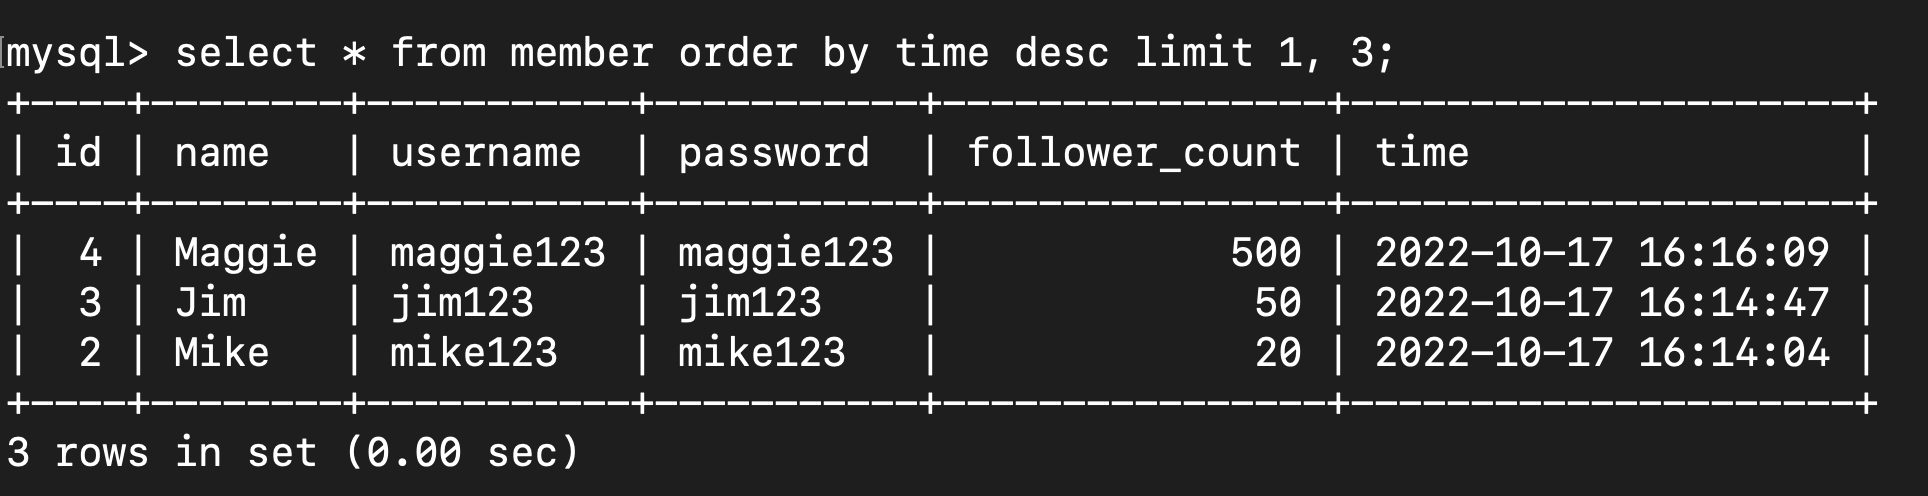 mysql> select * from member order by time desc limit 1, 3;
+----+--------+-----------+-----------+----------------+---------------------+
| id | name   | username  | password  | follower_count | time                |
+----+--------+-----------+-----------+----------------+---------------------+
|  4 | Maggie | maggie123 | maggie123 |            500 | 2022-10-17 16:16:09 |
|  3 | Jim    | jim123    | jim123    |             50 | 2022-10-17 16:14:47 |
|  2 | Mike   | mike123   | mike123   |             20 | 2022-10-17 16:14:04 |
+----+--------+-----------+-----------+----------------+---------------------+
3 rows in set (0.00 sec)